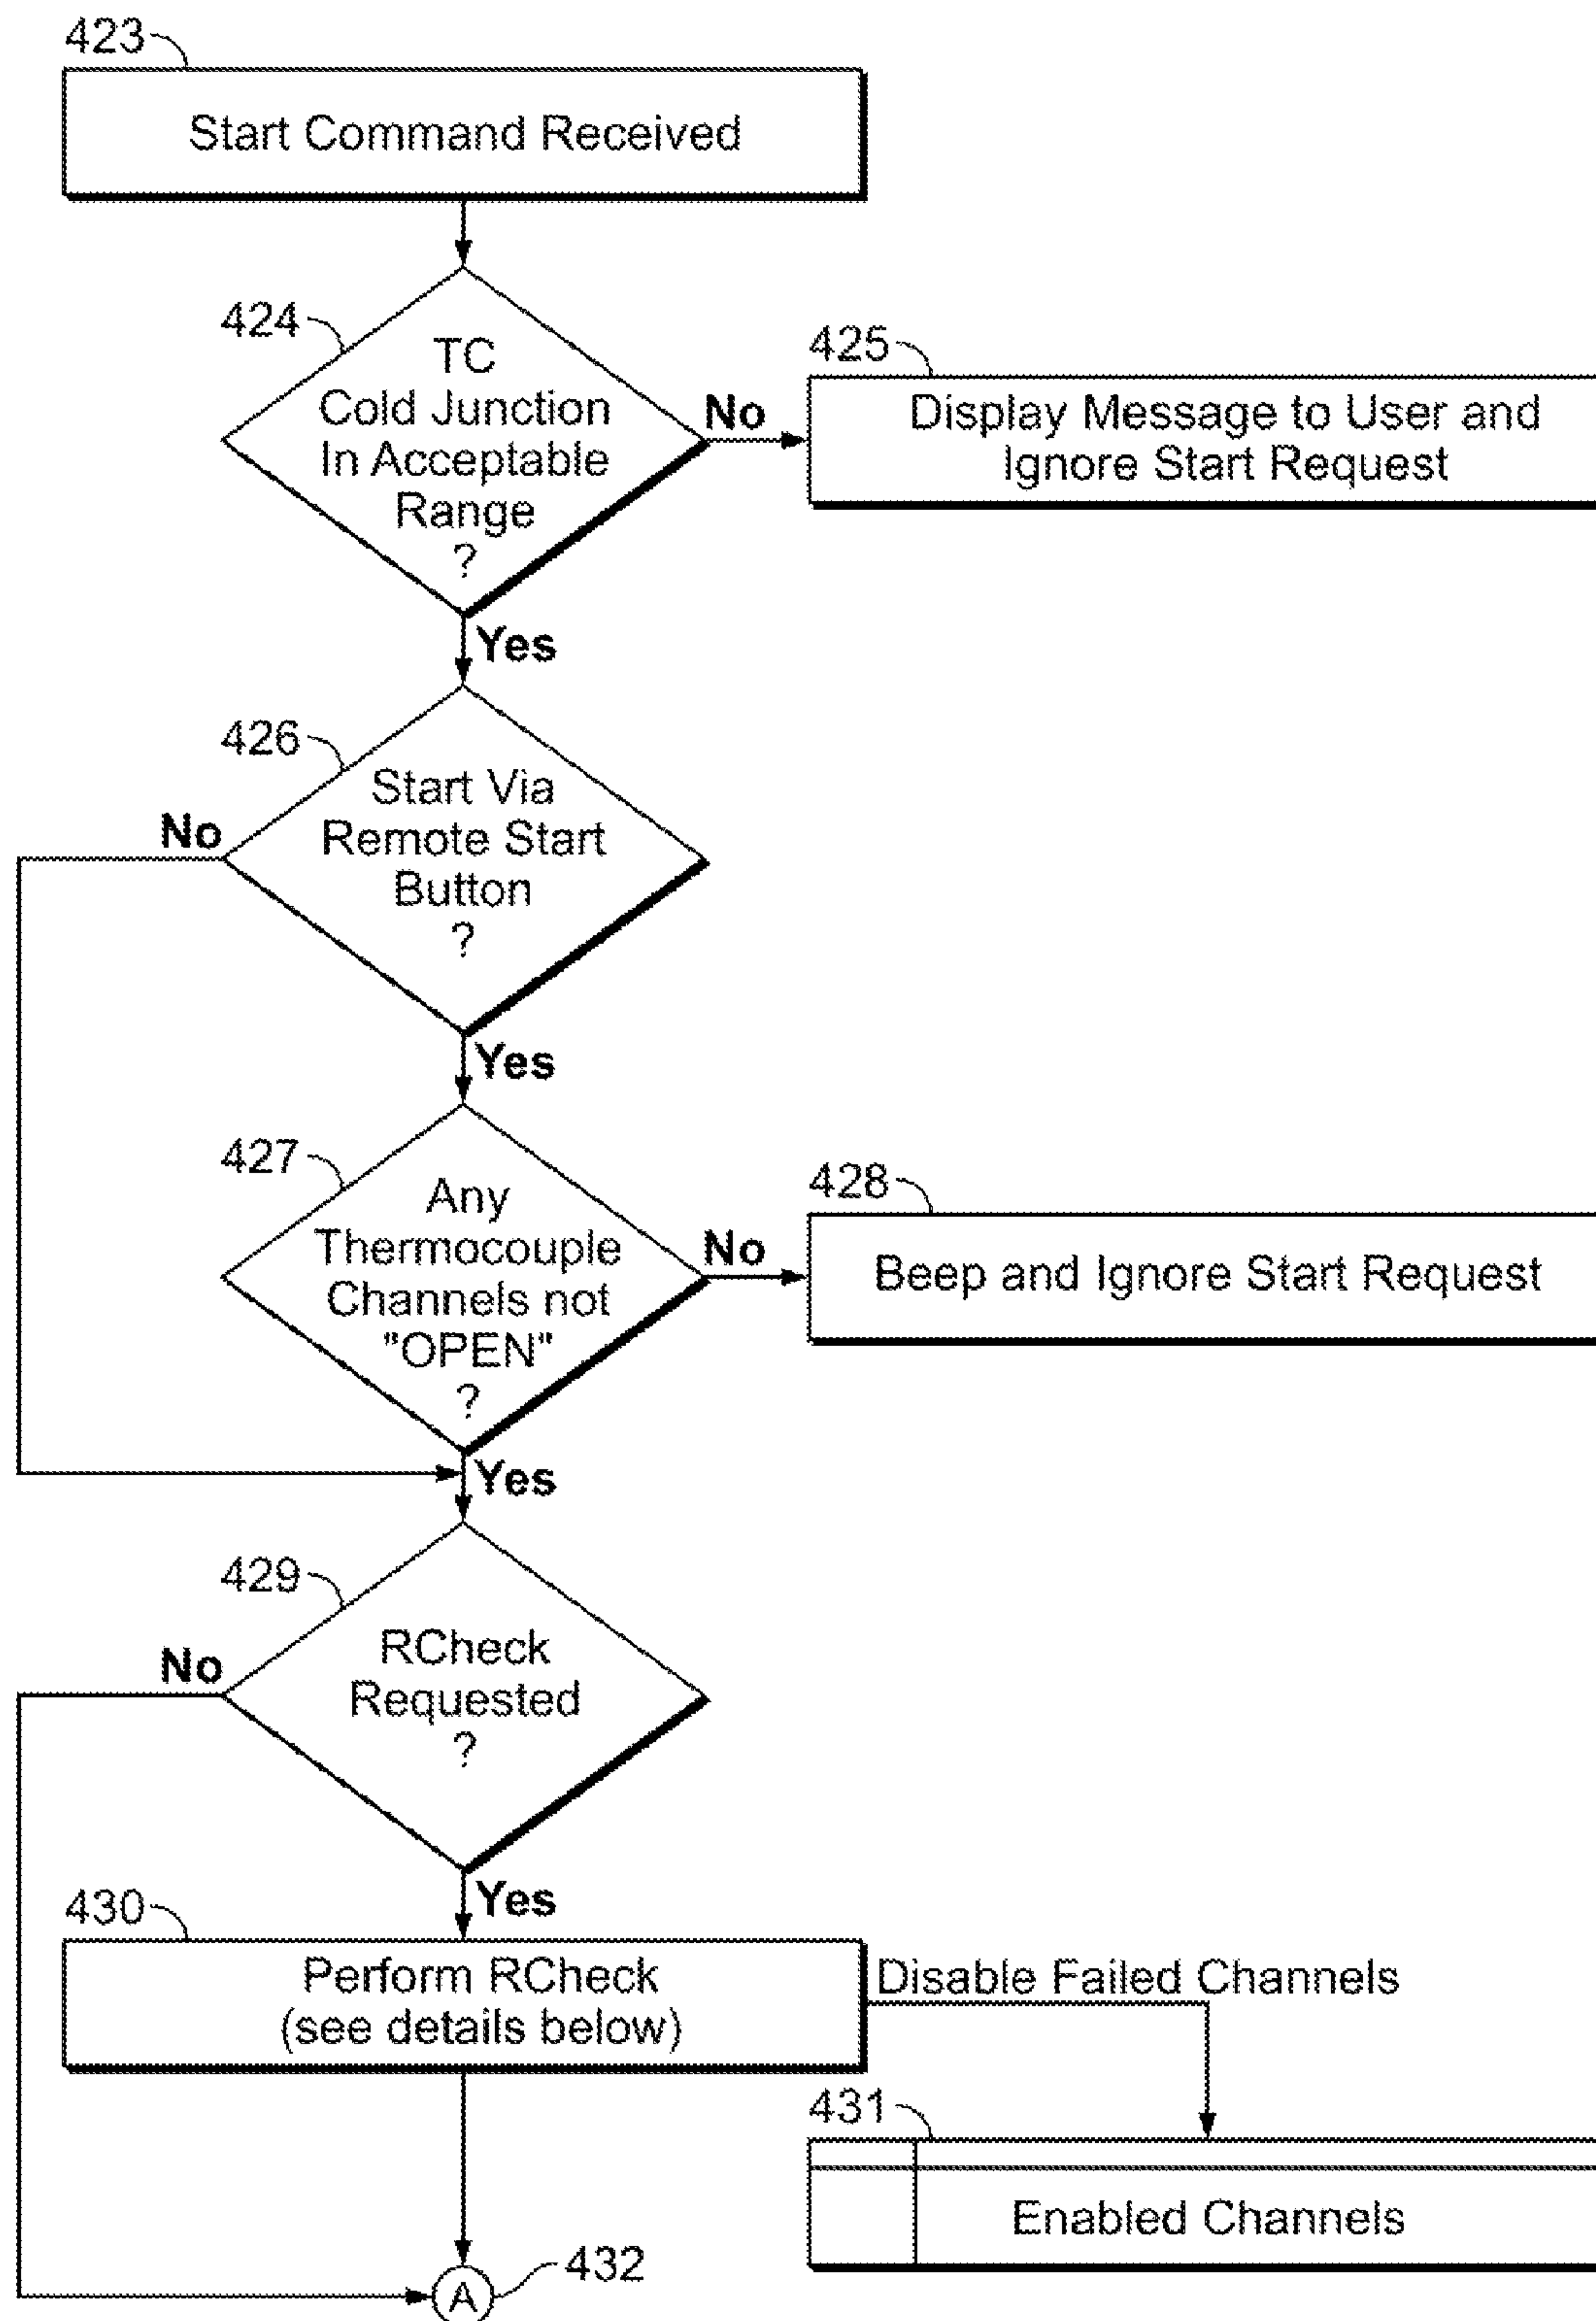 423
Start Command Received
424
TC
Cold Junction
In Acceptable
Range
?
No
425
Display Message to User and
Ignore Start Request
Yes
426
Start Via
Remote Start
Button
?
No
Yes
427
Any
Thermocouple
Channels not
"OPEN"
?
No
428
Beep and Ignore Start Request
Yes
429
RCheck
Requested
?
No
Yes
430
Perform RCheck
(see details below)
Disable Failed Channels
431
Enabled Channels
A
432